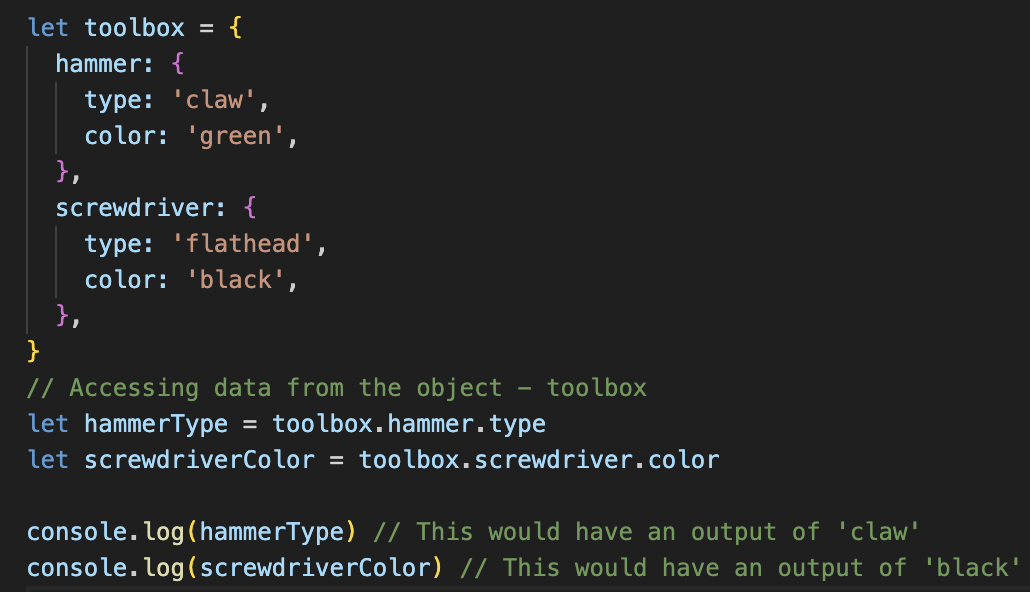 let toolbox = {
  hammer: {
    type: 'claw',
    color: 'green',
  },
  screwdriver: {
    type: 'flathead',
    color: 'black',
  },
}
// Accessing data from the object – toolbox
let hammerType = toolbox.hammer.type
let screwdriverColor = toolbox.screwdriver.color

console.log(hammerType) // This would have an output of 'claw'
console.log(screwdriverColor) // This would have an output of 'black'